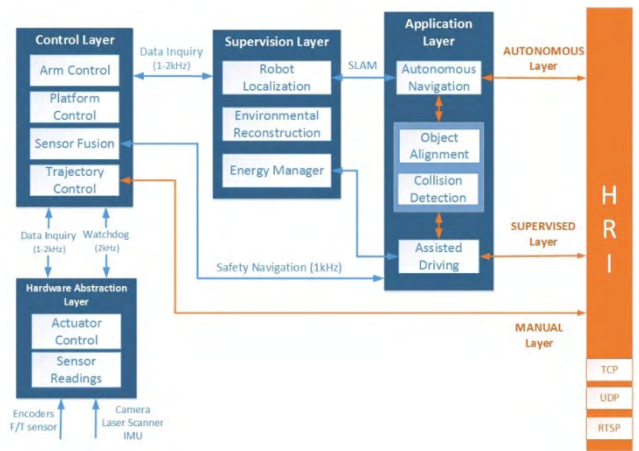 Control Layer
Arm Control
Platform
Control
Sensor Fusion
Trajectory
Control
Data Inquiry
(1-2kHz)
Supervision Layer
Robot
Localization
Environmental
Reconstruction
Energy Manager
SLAM
Application
Layer
Autonomous
Navigation
Object
Alignment
Collision
Detection
Assisted
Driving
AUTONOMOUS
Layer
SUPERVISED
Layer
MANUAL
Layer
H
R
I
TCP
UDP
RTSP
Safety Navigation (1kHz)
Data Inquiry
(1-2kHz)
Watchdog
(2kHz)
Hardware Abstraction
Layer
Actuator
Control
Sensor
Readings
Encoders
F/T sensor
Camera
Laser Scanner
IMU